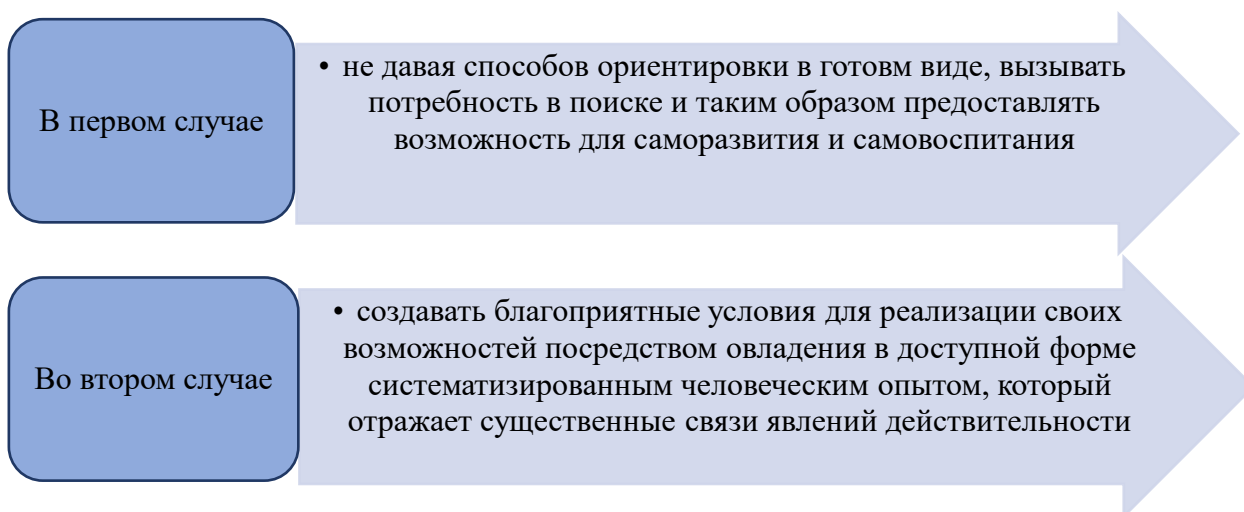 В первом случае
• не давая способов ориентировки в готвм виде, вызывать
потребность в поиске и таким образом предоставлять
возможность для саморазвития и самовоспитания
Во втором случае
• создавать благоприятные условия для реализации своих
возможностей посредством овладения в доступной форме
систематизированным человеческим опытом, который
отражает существенные связи явлений действительности